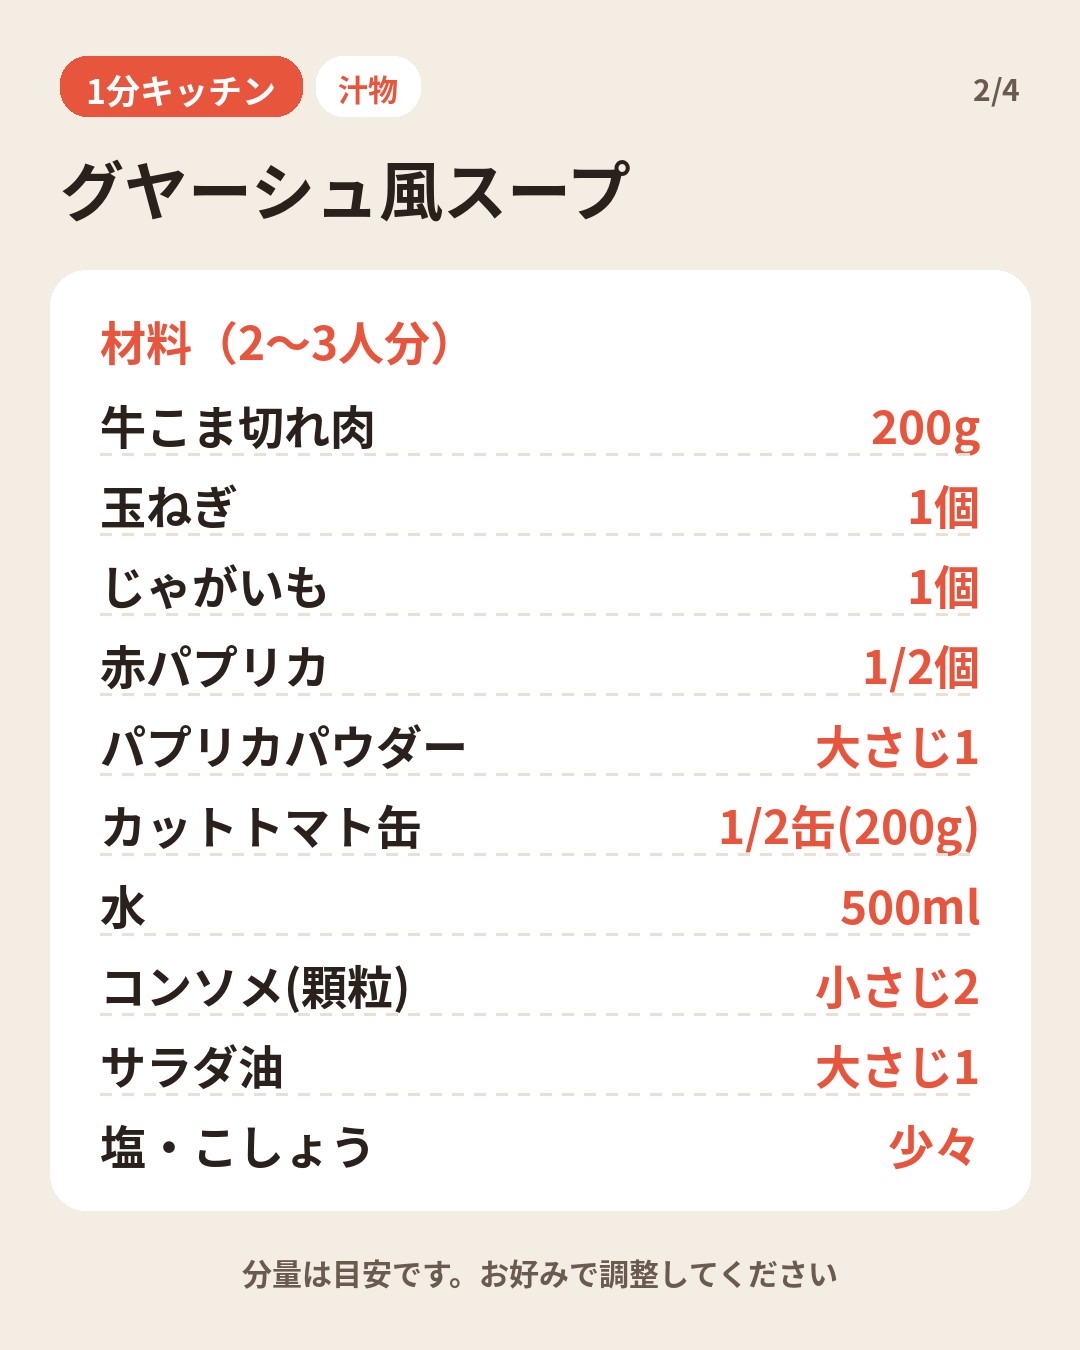 1分キッチン 汁物 2/4
グヤーシュ風スープ
材料（2〜3人分）
牛こま切れ肉 200g
玉ねぎ 1個
じゃがいも 1個
赤パプリカ 1/2個
パプリカパウダー 大さじ1
カットトマト缶 1/2缶(200g)
水 500ml
コンソメ(顆粒) 小さじ2
サラダ油 大さじ1
塩・こしょう 少々
分量は目安です。お好みで調整してください